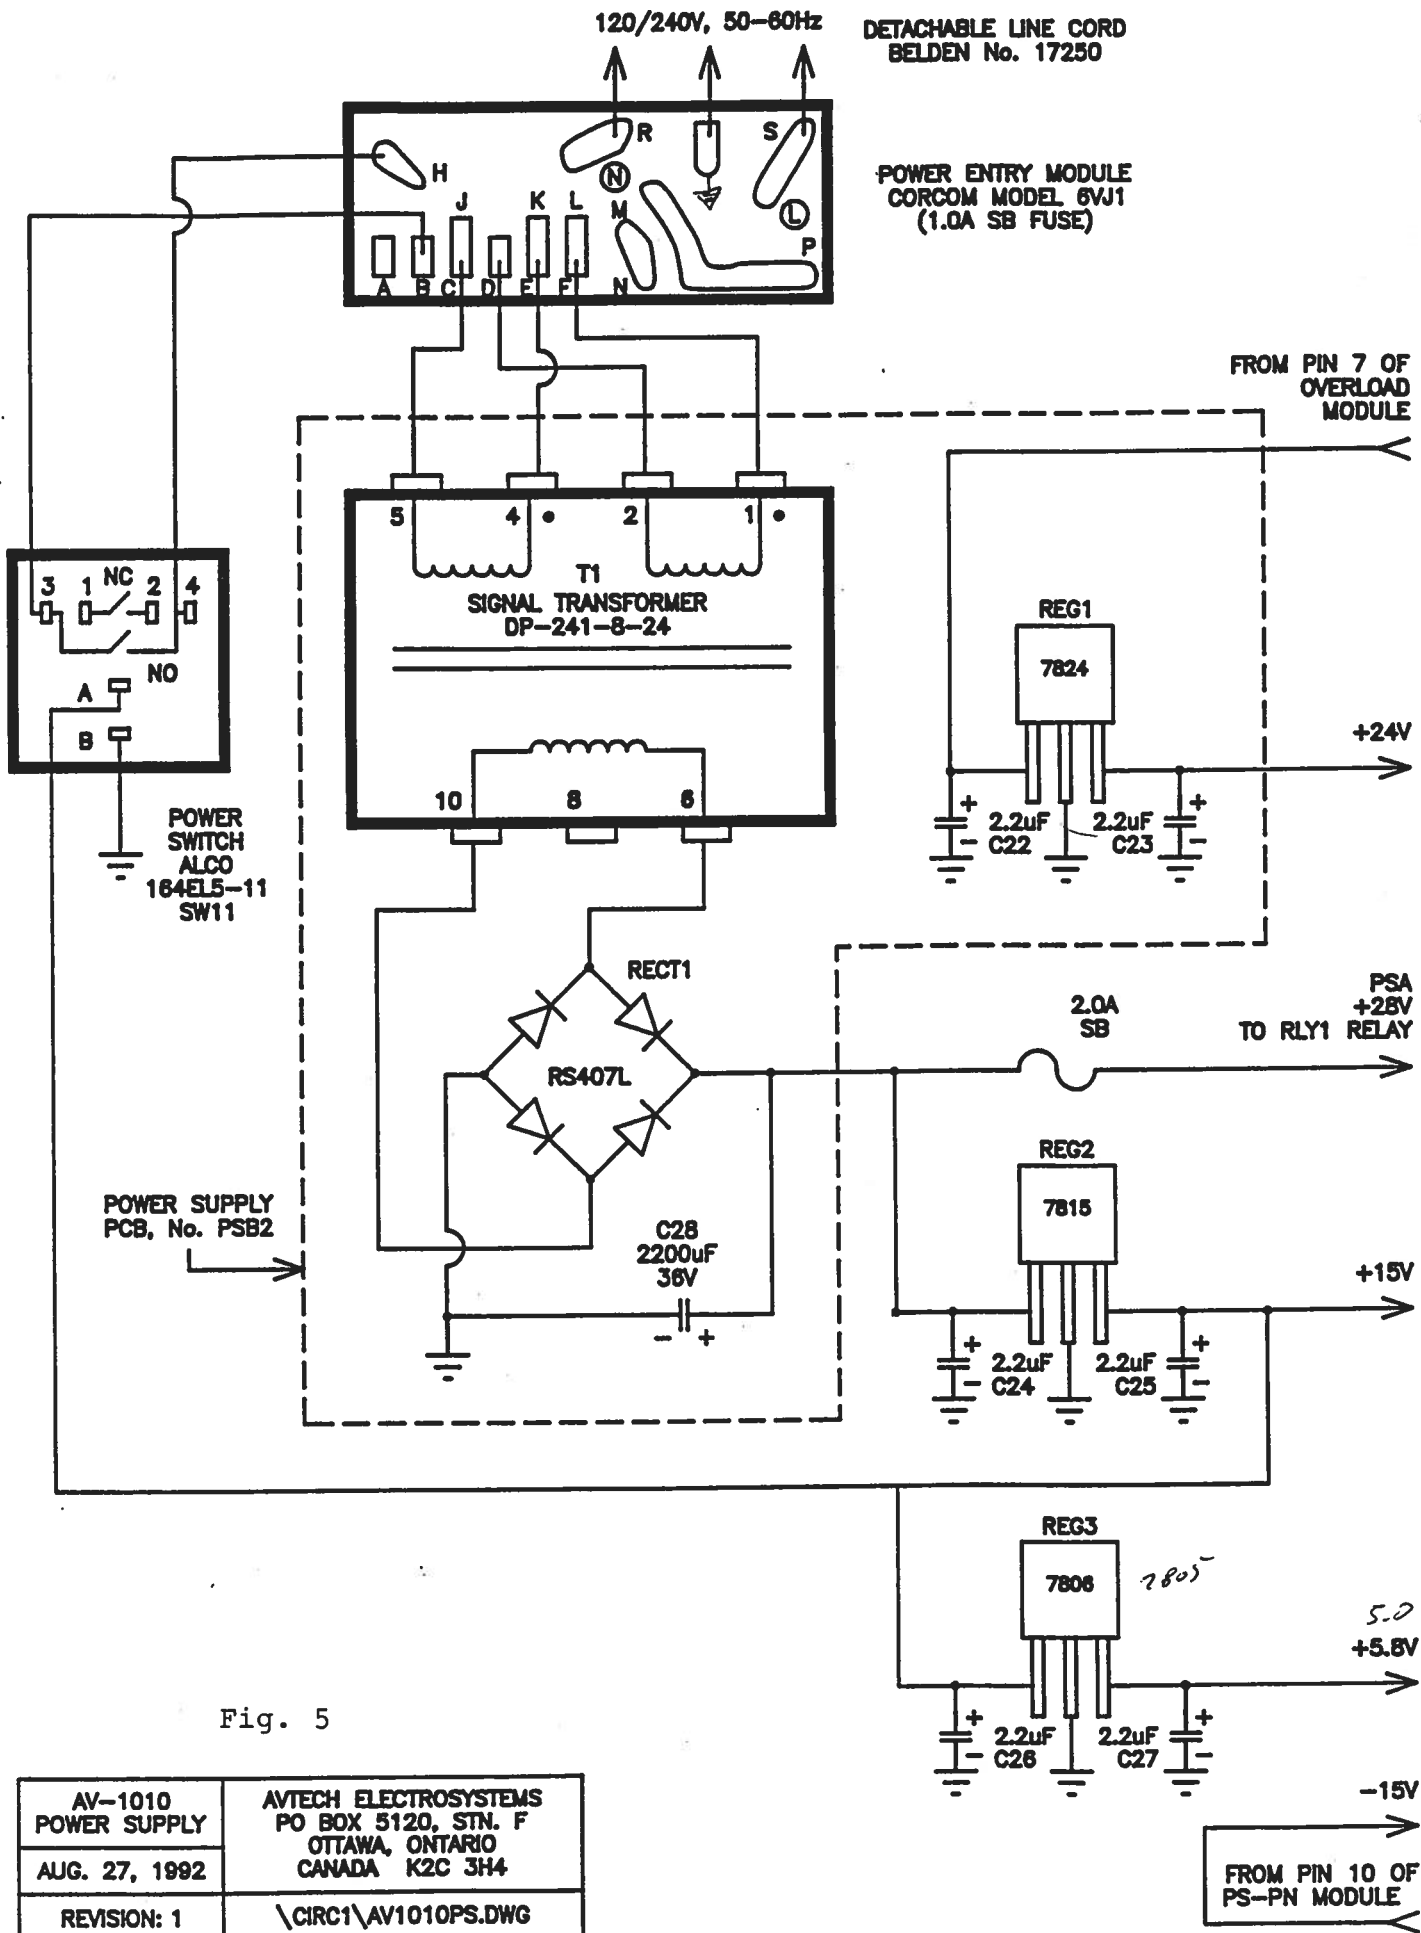 120/240V, 50-60Hz
DETACHABLE LINE CORD
BELDEN No. 17250
R
S
H
N
L
J
K
L
M
P
A
B
C
D
E
F
N
POWER ENTRY MODULE
CORCOM MODEL 6VJ1
(1.0A SB FUSE)
FROM PIN 7 OF
OVERLOAD
MODULE
5
4
2
1
T1
SIGNAL TRANSFORMER
DP-241-8-24
10
8
6
3
1
NC
2
4
NO
A
B
POWER
SWITCH
ALCO
164EL5-11
SW11
REG1
7824
+24V
+
2.2uF
-
C22
2.2uF
C23
+
-
RECT1
RS407L
2.0A
SB
PSA
+28V
TO RLY1 RELAY
POWER SUPPLY
PCB, No. PSB2
C28
2200uF
36V
-
+
REG2
7815
+15V
+
2.2uF
-
C24
2.2uF
C25
+
-
REG3
7806
7805
5.0
+5.8V
+
2.2uF
-
C26
2.2uF
C27
+
-
-15V
FROM PIN 10 OF
PS-PN MODULE
Fig. 5
AV-1010
POWER SUPPLY
AUG. 27, 1992
REVISION: 1
AVTECH ELECTROSYSTEMS
PO BOX 5120, STN. F
OTTAWA, ONTARIO
CANADA K2C 3H4
\CIRC1\AV1010PS.DWG